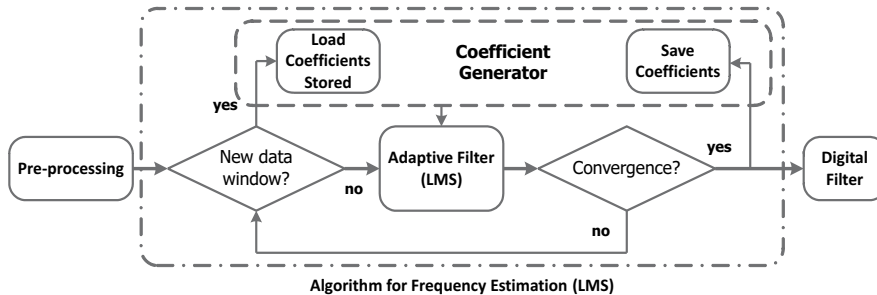 Load
Coefficients
Stored
Coefficient
Generator
Save
Coefficients
yes
Pre-processing
New data
window?
no
Adaptive Filter
(LMS)
Convergence?
yes
Digital
Filter
no
Algorithm for Frequency Estimation (LMS)